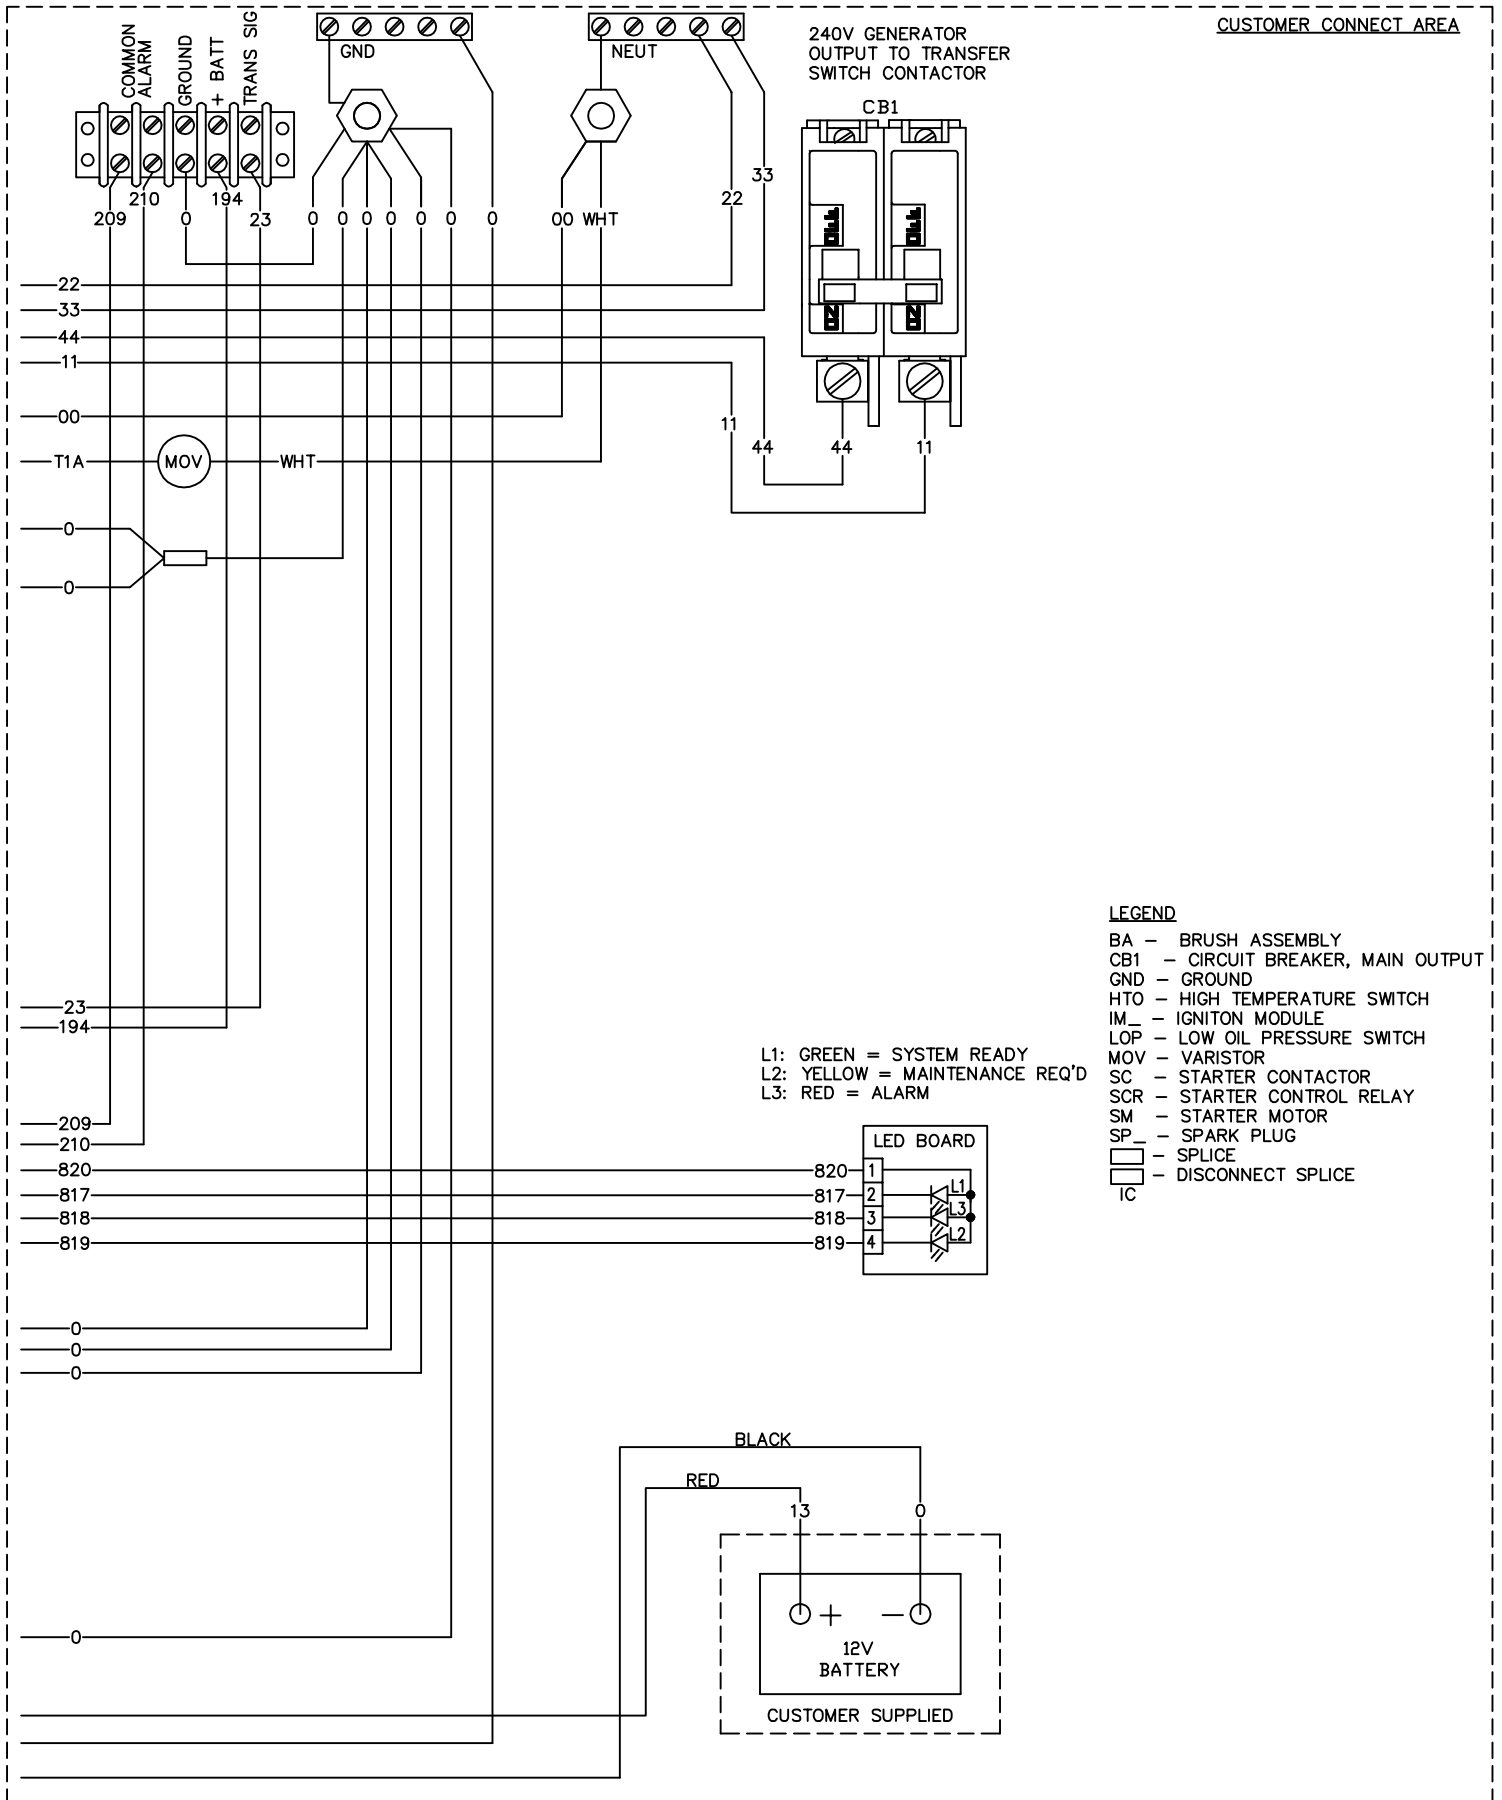 CUSTOMER CONNECT AREA
COMMON
ALARM
GROUND
+ BATT
TRANS SIG
GND
NEUT
240V GENERATOR
OUTPUT TO TRANSFER
SWITCH CONTACTOR
CB1
OFF
OFF
ON
ON
209
210
0
194
23
0
0
0
0
0
0
0
00
WHT
22
33
22
33
44
11
00
T1A
MOV
WHT
11
44
44
11
0
0
23
194
209
210
820
817
818
819
LEGEND
BA – BRUSH ASSEMBLY
CB1 – CIRCUIT BREAKER, MAIN OUTPUT
GND – GROUND
HTO – HIGH TEMPERATURE SWITCH
IM_ – IGNITON MODULE
LOP – LOW OIL PRESSURE SWITCH
MOV – VARISTOR
SC – STARTER CONTACTOR
SCR – STARTER CONTROL RELAY
SM – STARTER MOTOR
SP_ – SPARK PLUG
– SPLICE
– DISCONNECT SPLICE
IC
L1: GREEN = SYSTEM READY
L2: YELLOW = MAINTENANCE REQ'D
L3: RED = ALARM
LED BOARD
820 1
817 2 L1
818 3 L3
819 4 L2
0
0
0
BLACK
RED
13
0
+ –
12V
BATTERY
CUSTOMER SUPPLIED
0